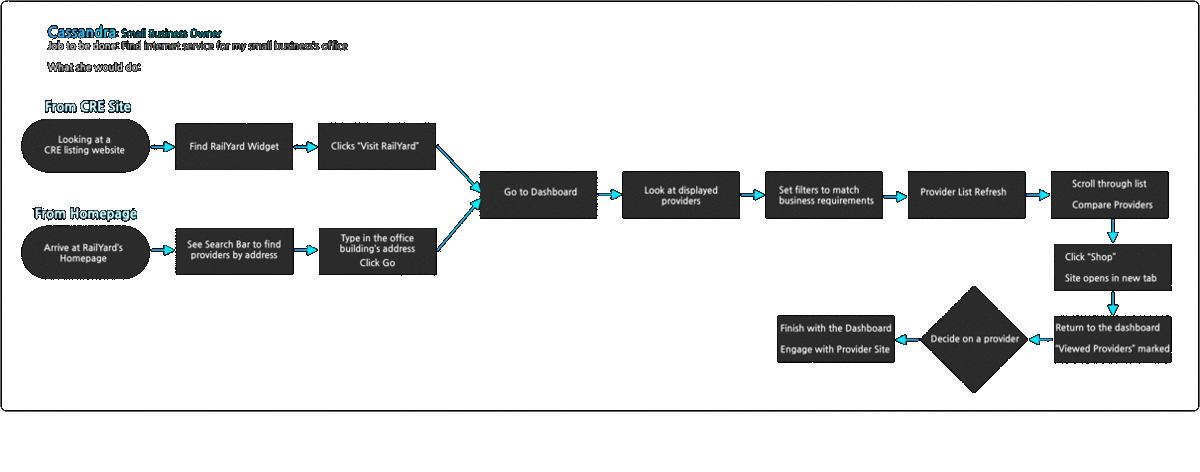 Cassandra: Small Business Owner
Job to be done: Find internet service for my small business's office
What she would do:
From CRE Site
Looking at a
CRE listing website
Find RailYard Widget
Clicks "Visit RailYard"
From Homepage
Arrive at RailYard's
Homepage
See Search Bar to find
providers by address
Type in the office
building's address
Click Go
Go to Dashboard
Look at displayed
providers
Set filters to match
business requirements
Provider List Refresh
Scroll through list
Compare Providers
Click "Shop"
Site opens in new tab
Return to the dashboard
"Viewed Providers" marked
Decide on a provider
Finish with the Dashboard
Engage with Provider Site